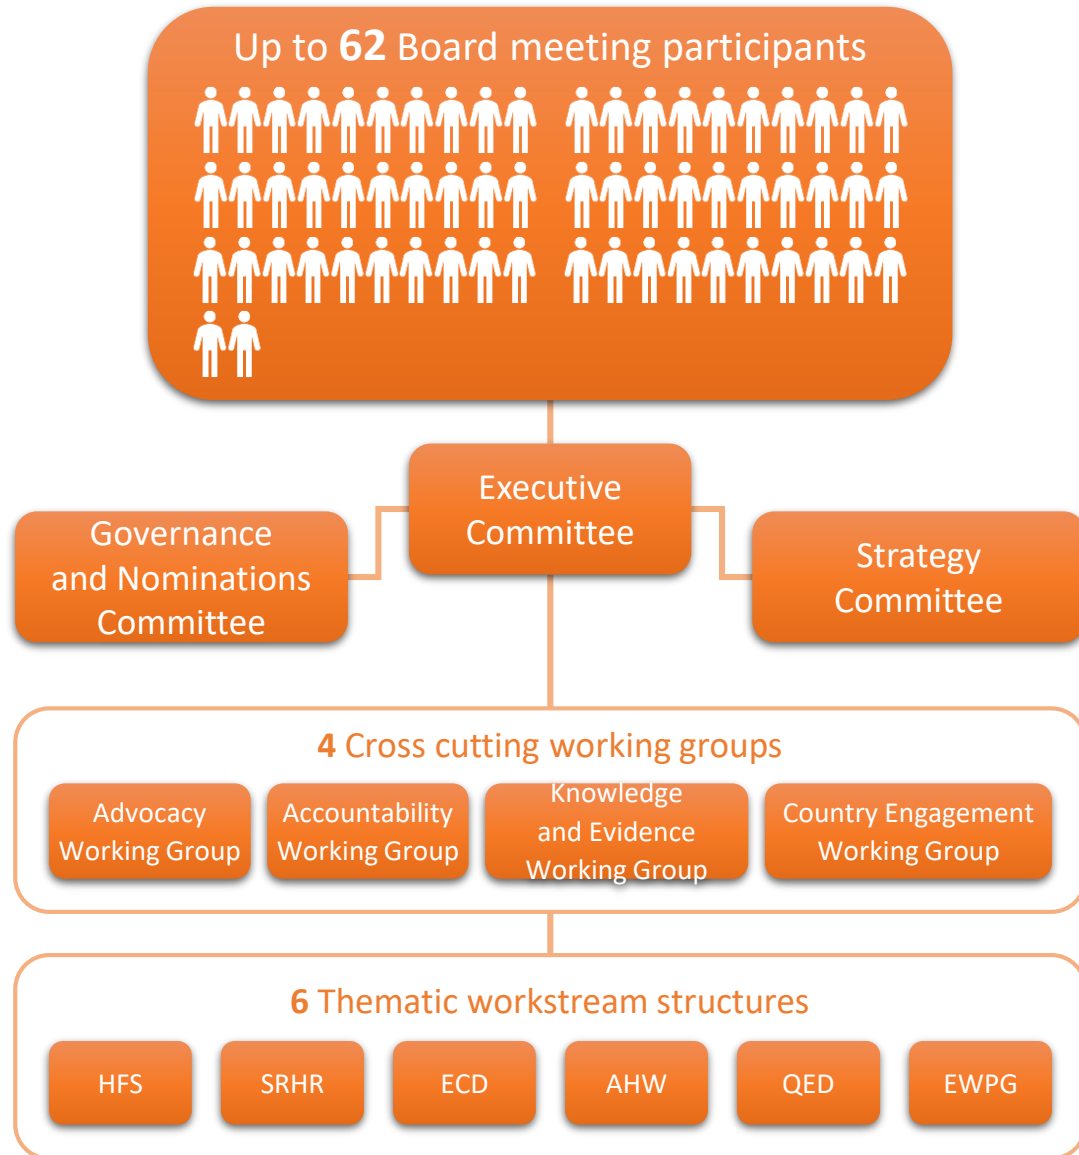 Up to 62 Board meeting participants
Executive
Committee
Governance
and Nominations
Committee
Strategy
Committee
4 Cross cutting working groups
Advocacy
Working Group
Accountability
Working Group
Knowledge
and Evidence
Working Group
Country Engagement
Working Group
6 Thematic workstream structures
HFS
SRHR
ECD
AHW
QED
EWPG